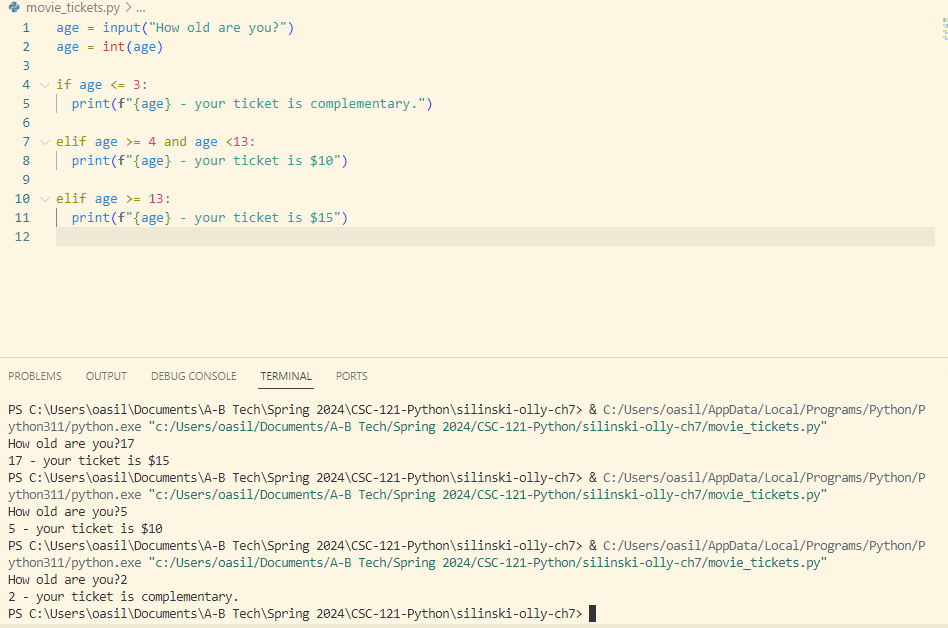 movie_tickets.py > ...
1 age = input("How old are you?")
2 age = int(age)
3
4 if age <= 3:
5 print(f"{age} - your ticket is complementary.")
6
7 elif age >= 4 and age <13:
8 print(f"{age} - your ticket is $10")
9
10 elif age >= 13:
11 print(f"{age} - your ticket is $15")
12
PROBLEMS OUTPUT DEBUG CONSOLE TERMINAL PORTS
PS C:\Users\oasil\Documents\A-B Tech\Spring 2024\CSC-121-Python\silinski-olly-ch7> & C:/Users/oasil/AppData/Local/Programs/Python/P
ython311/python.exe "c:/Users/oasil/Documents/A-B Tech/Spring 2024/CSC-121-Python/silinski-olly-ch7/movie_tickets.py"
How old are you?17
17 - your ticket is $15
PS C:\Users\oasil\Documents\A-B Tech\Spring 2024\CSC-121-Python\silinski-olly-ch7> & C:/Users/oasil/AppData/Local/Programs/Python/P
ython311/python.exe "c:/Users/oasil/Documents/A-B Tech/Spring 2024/CSC-121-Python/silinski-olly-ch7/movie_tickets.py"
How old are you?5
5 - your ticket is $10
PS C:\Users\oasil\Documents\A-B Tech\Spring 2024\CSC-121-Python\silinski-olly-ch7> & C:/Users/oasil/AppData/Local/Programs/Python/P
ython311/python.exe "c:/Users/oasil/Documents/A-B Tech/Spring 2024/CSC-121-Python/silinski-olly-ch7/movie_tickets.py"
How old are you?2
2 - your ticket is complementary.
PS C:\Users\oasil\Documents\A-B Tech\Spring 2024\CSC-121-Python\silinski-olly-ch7>